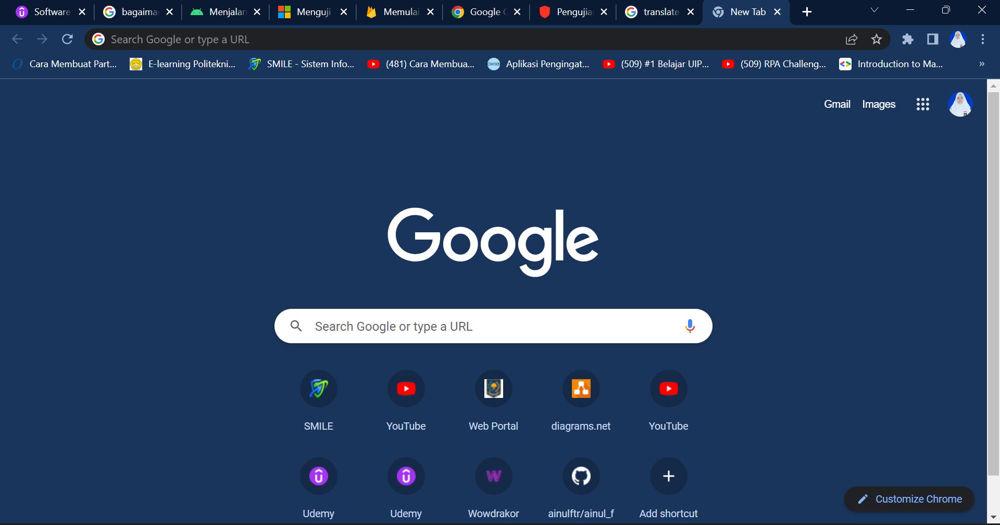 Software
bagaimar
Menjalan
Menguji
Memulai
Google C
Pengujian
translate
New Tab
Search Google or type a URL
Cara Membuat Part...
E-learning Politekni...
SMILE - Sistem Info...
(481) Cara Membua...
Aplikasi Pengingat...
(509) #1 Belajar UIP...
(509) RPA Challeng...
Introduction to Ma...
»
Gmail
Images
Google
Search Google or type a URL
SMILE
YouTube
Web Portal
diagrams.net
YouTube
Udemy
Udemy
Wowdrakor
ainulftr/ainul_f
Add shortcut
Customize Chrome